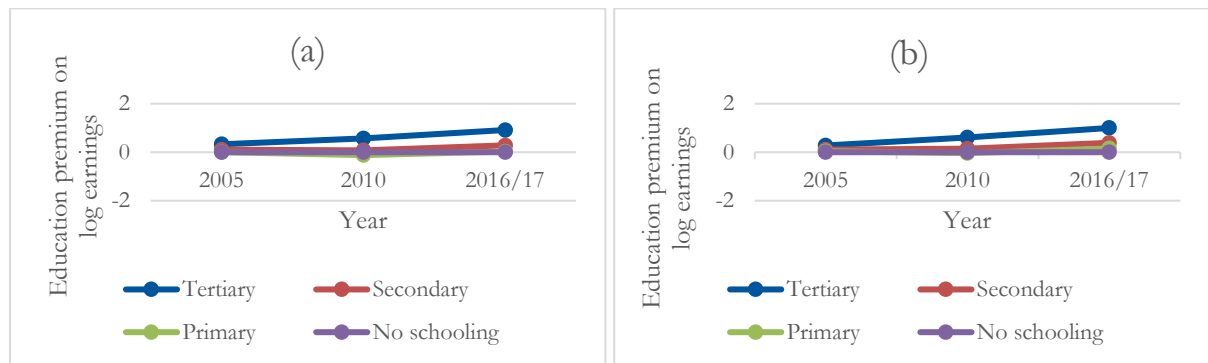 (a)
Education premium on
log earnings
2
0
-2
2005 2010 2016/17
Year
Tertiary Secondary
Primary No schooling
(b)
Education premium on
log earnings
2
0
-2
2005 2010 2016/17
Year
Tertiary Secondary
Primary No schooling